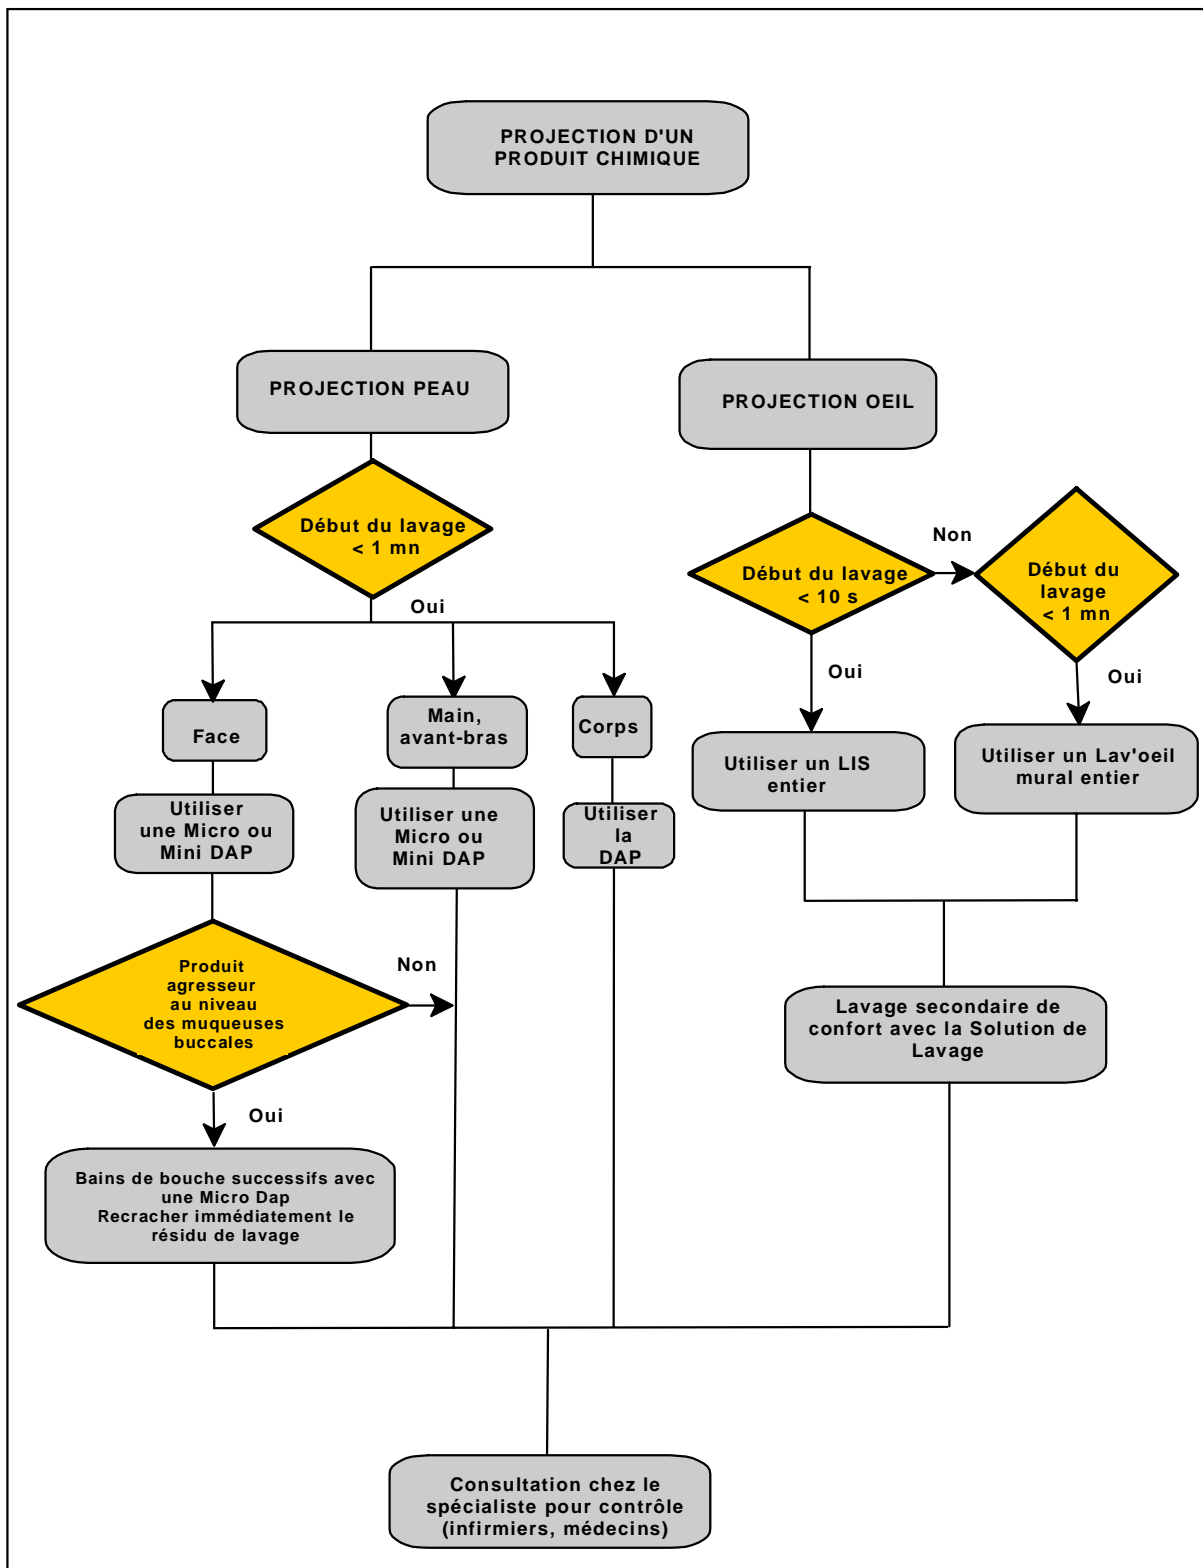 PROJECTION D'UN
PRODUIT CHIMIQUE
PROJECTION PEAU
PROJECTION OEIL
Début du lavage
< 1 mn
Oui
Début du lavage
< 10 s
Non
Début du
lavage
< 1 mn
Oui
Oui
Face
Main,
avant-bras
Corps
Utiliser un LIS
entier
Utiliser un Lav'oeil
mural entier
Utiliser
une Micro ou
Mini DAP
Utiliser une
Micro ou
Mini DAP
Utiliser
la
DAP
Produit
agresseur
au niveau
des muqueuses
buccales
Non
Oui
Lavage secondaire de
confort avec la Solution de
Lavage
Bains de bouche successifs avec
une Micro Dap
Recracher immédiatement le
résidu de lavage
Consultation chez le
spécialiste pour contrôle
(infirmiers, médecins)